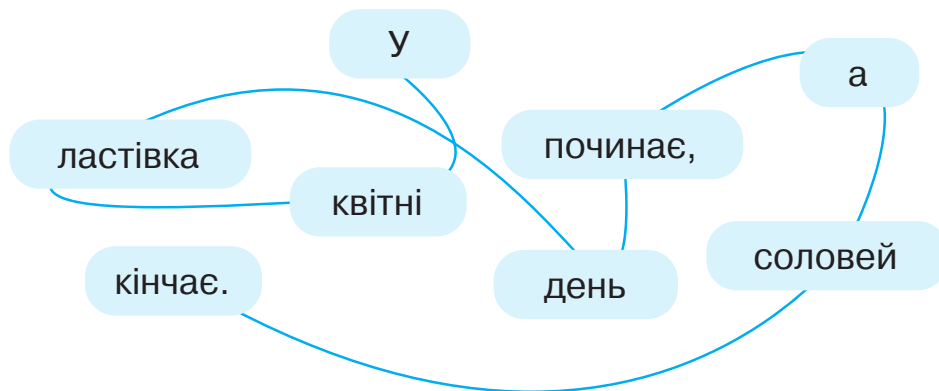 У
квітні
ластівка
день
починає,
а
соловей
кінчає.